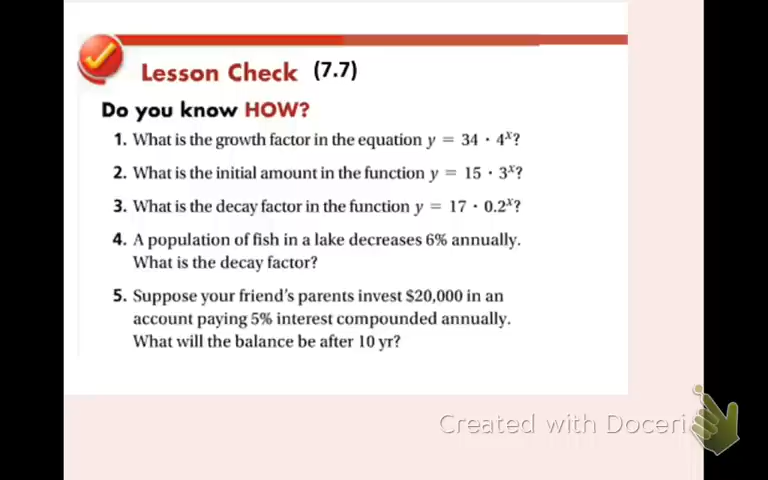 Lesson Check (7.7)
Do you know HOW?
1. What is the growth factor in the equation y = 34 · 4ˣ?
2. What is the initial amount in the function y = 15 · 3ˣ?
3. What is the decay factor in the function y = 17 · 0.2ˣ?
4. A population of fish in a lake decreases 6% annually.
What is the decay factor?
5. Suppose your friend's parents invest $20,000 in an
account paying 5% interest compounded annually.
What will the balance be after 10 yr?
Created with Doceri